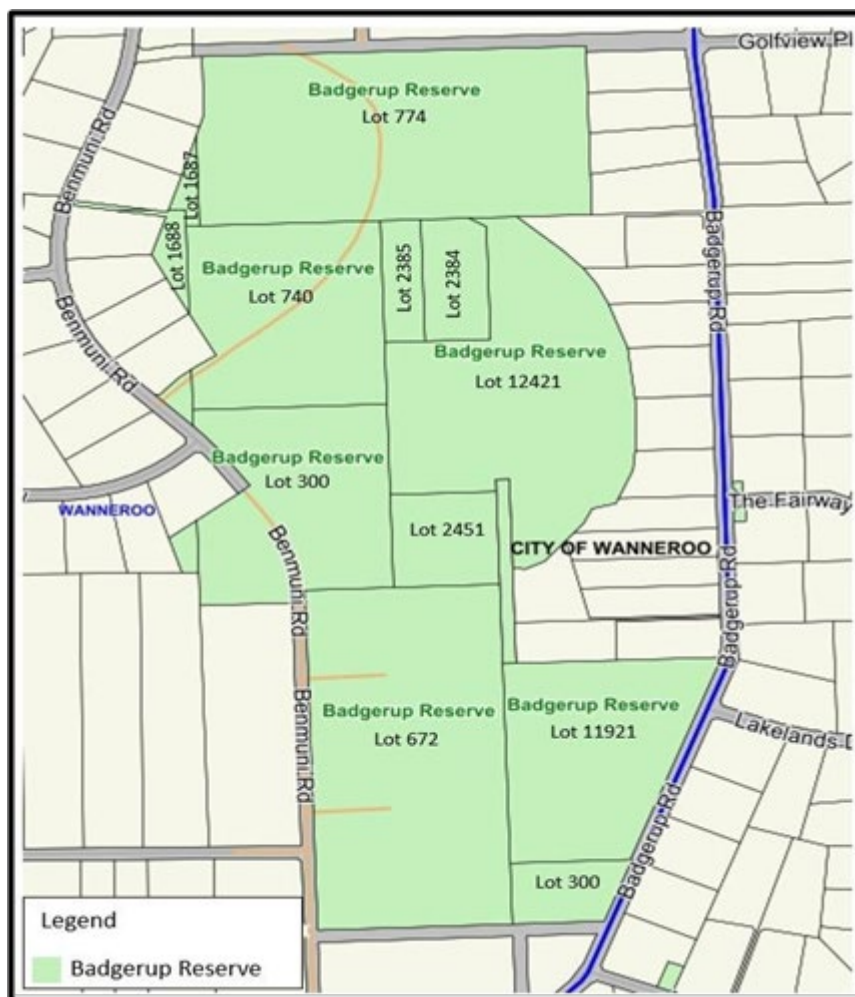 Golfview Pl
Badgerup Reserve
Lot 774
Benmuni Rd
Lot 1687
Lot 1688
Badgerup Reserve
Lot 740
Lot 2385
Lot 2384
Badgerup Rd
Benmuni Rd
Badgerup Reserve
Lot 12421
Badgerup Reserve
Lot 300
WANNEROO
The Fairway
Lot 2451
CITY OF WANNEROO
Benmuni Rd
Badgerup Rd
Benmuni Rd
Badgerup Reserve
Lot 672
Badgerup Reserve
Lot 11921
Lakelands D
Badgerup Rd
Lot 300
Legend
Badgerup Reserve